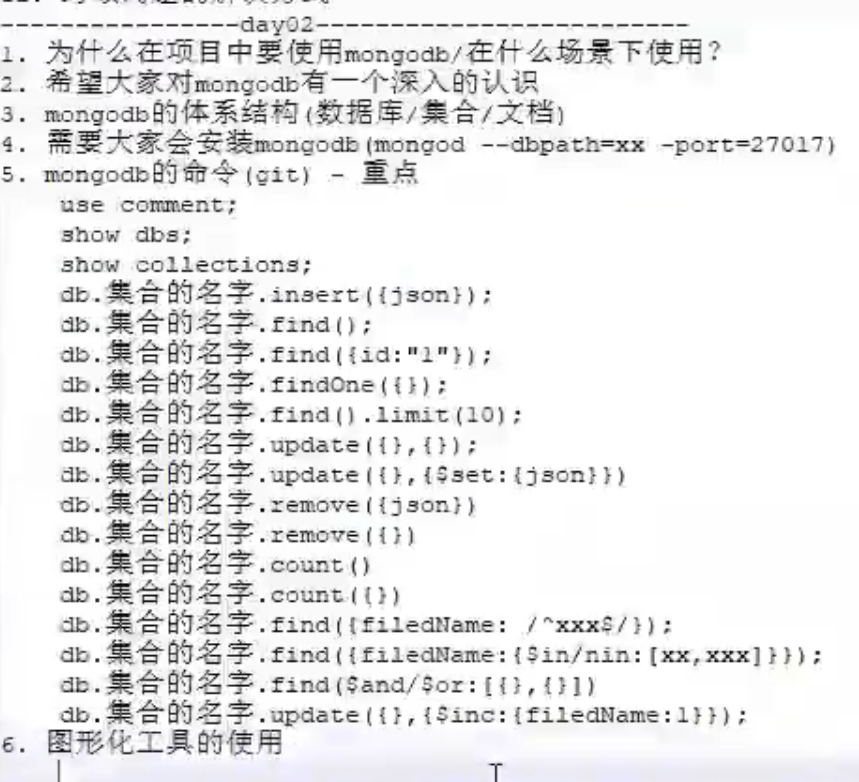 ---------------day02-------------------------
1. 为什么在项目中要使用mongodb/在什么场景下使用?
2. 希望大家对mongodb有一个深入的认识
3. mongodb的体系结构(数据库/集合/文档)
4. 需要大家会安装mongodb(mongod --dbpath=xx -port=27017)
5. mongodb的命令(git) - 重点
use comment;
show dbs;
show collections;
db.集合的名字.insert({json});
db.集合的名字.find();
db.集合的名字.find({id:"1"});
db.集合的名字.findOne({});
db.集合的名字.find().limit(10);
db.集合的名字.update({},{});
db.集合的名字.update({},{$set:{json}})
db.集合的名字.remove({json})
db.集合的名字.remove({})
db.集合的名字.count()
db.集合的名字.count({})
db.集合的名字.find({filedName: /^xxx$/});
db.集合的名字.find({filedName:{$in/nin:[xx,xxx]}});
db.集合的名字.find($and/$or:[{},{}])
db.集合的名字.update({},{$inc:{filedName:1}});
6. 图形化工具的使用